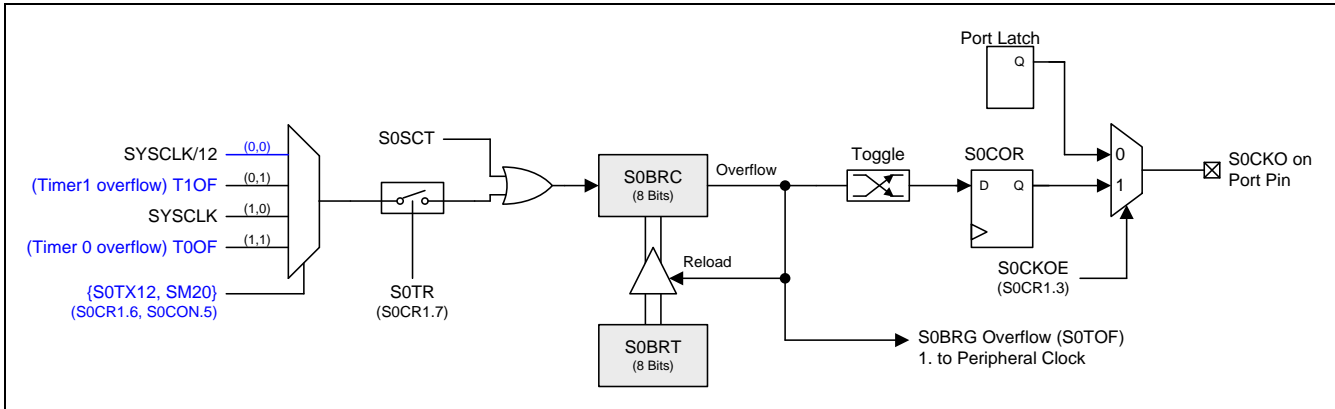 Port Latch
Q
S0SCT
SYSCLK/12
(0,0)
(Timer1 overflow) T1OF
(0,1)
SYSCLK
(1,0)
(Timer 0 overflow) T0OF
(1,1)
{S0TX12, SM20}
(S0CR1.6, S0CON.5)
S0TR
(S0CR1.7)
S0BRC
(8 Bits)
Overflow
Reload
S0BRT
(8 Bits)
Toggle
S0COR
D
Q
0
1
S0CKO on
Port Pin
S0CKOE
(S0CR1.3)
S0BRG Overflow (S0TOF)
1. to Peripheral Clock